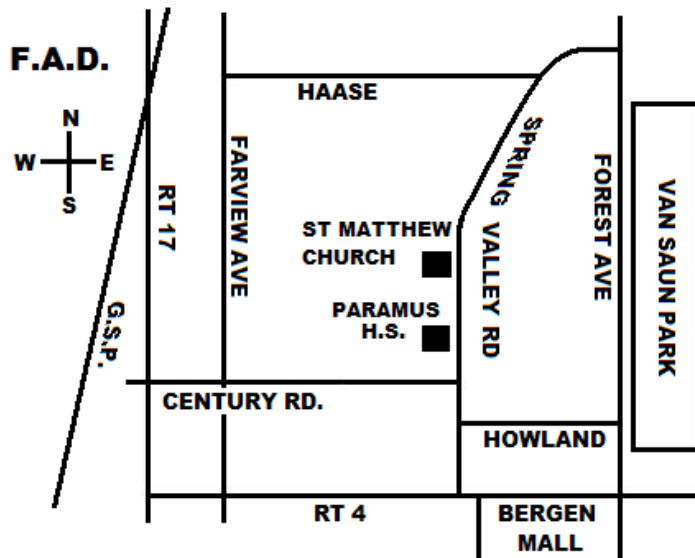 F.A.D.
N
W E
S
HAASE
SPRING VALLEY RD
FARVIEW AVE
RT 17
G.S.P.
FOREST AVE
VAN SAUN PARK
ST MATTHEW
CHURCH
PARAMUS
H.S.
CENTURY RD.
HOWLAND
RT 4
BERGEN
MALL